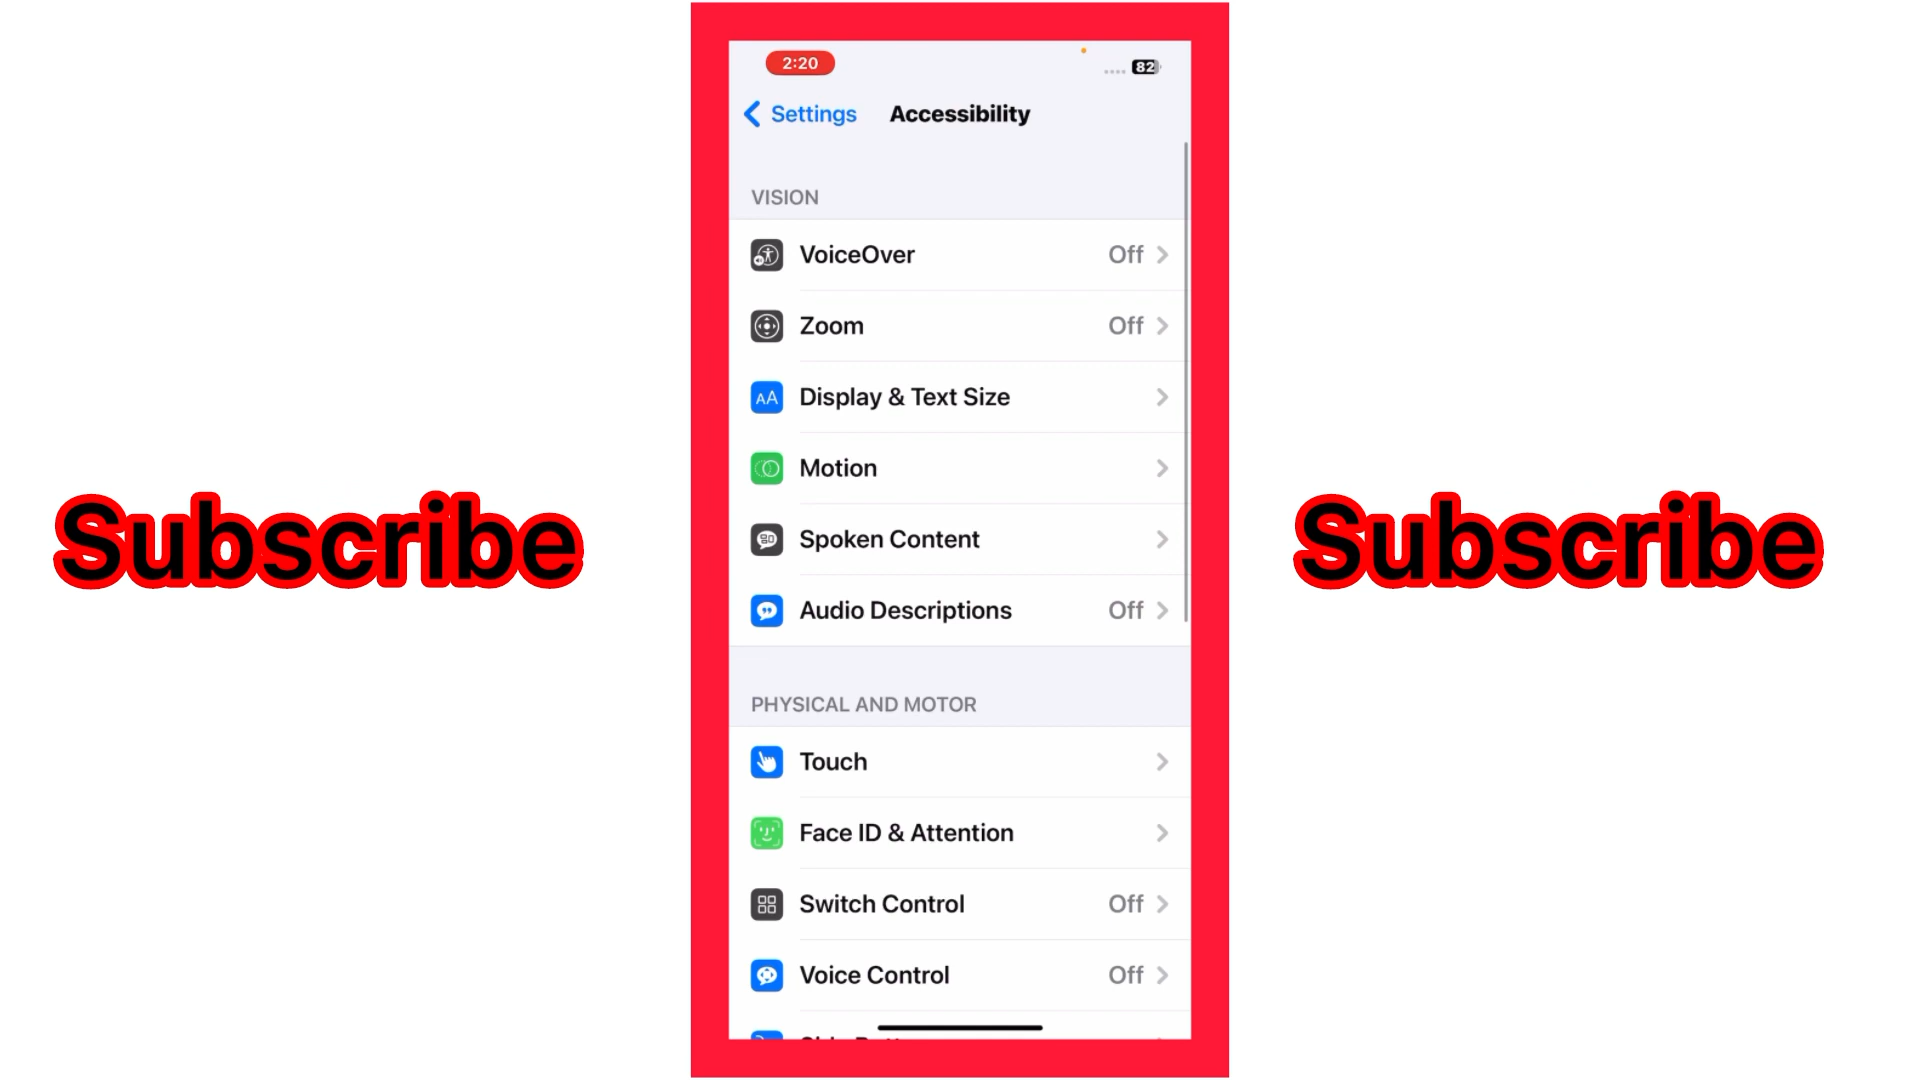 2:20
82
Settings
Accessibility
VISION
VoiceOver Off
Zoom Off
AA Display & Text Size
Motion
Spoken Content
Audio Descriptions Off
Subscribe
Subscribe
PHYSICAL AND MOTOR
Touch
Face ID & Attention
Switch Control Off
Voice Control Off